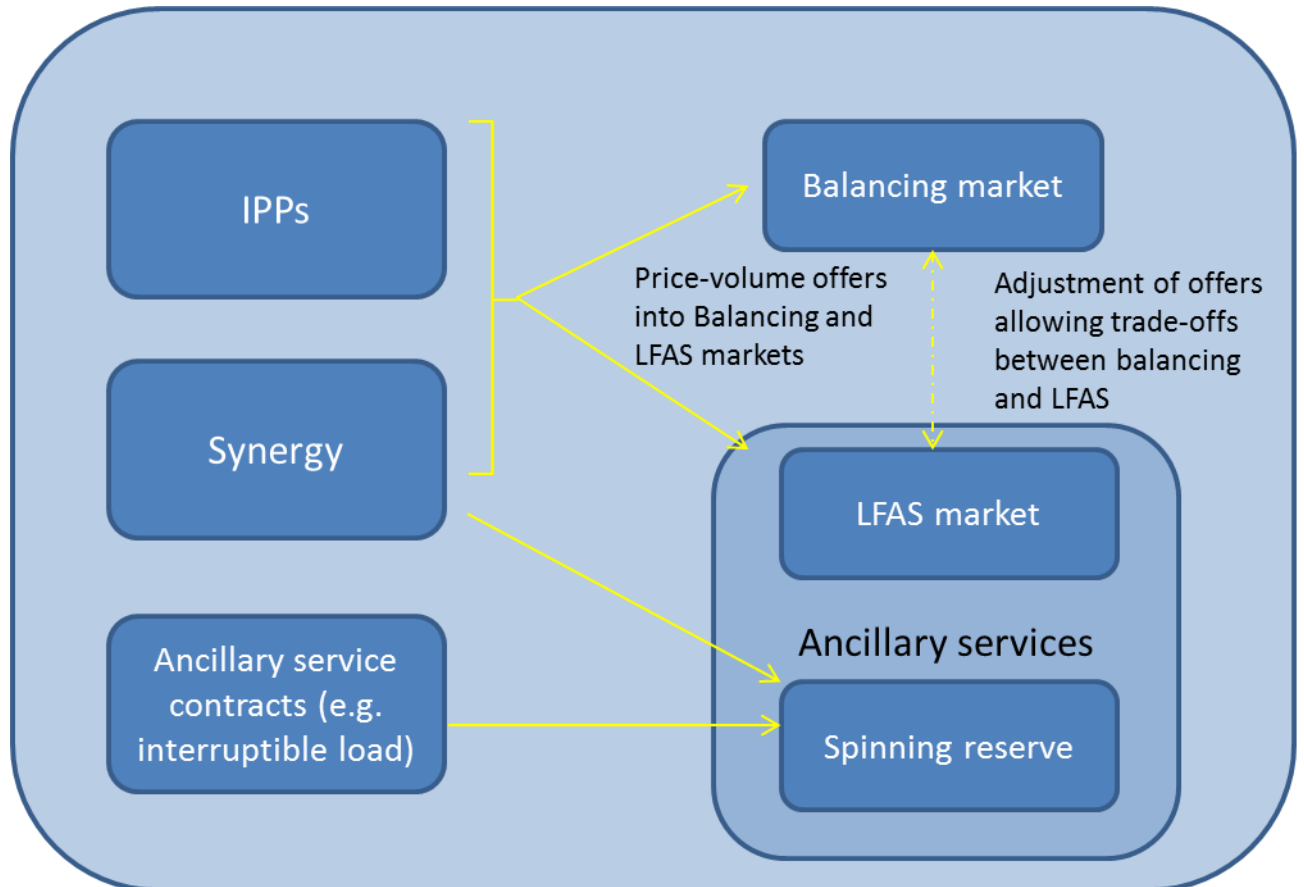 IPPs
Synergy
Ancillary service
contracts (e.g.
interruptible load)
Price-volume offers
into Balancing and
LFAS markets
Balancing market
Adjustment of offers
allowing trade-offs
between balancing
and LFAS
LFAS market
Ancillary services
Spinning reserve